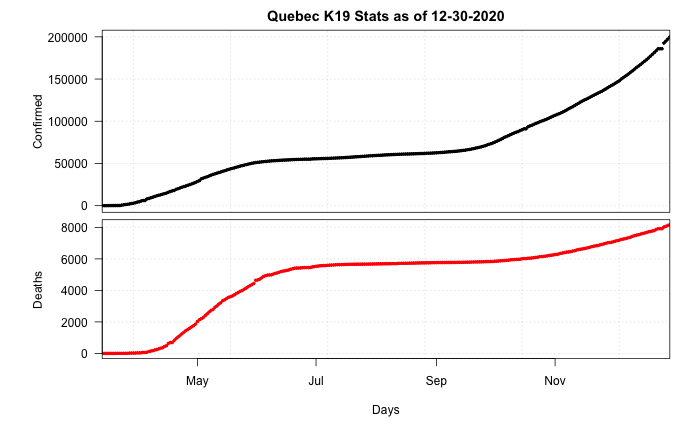 Quebec K19 Stats as of 12-30-2020
Confirmed
200000
150000
100000
50000
0
Deaths
8000
6000
4000
2000
0
May Jul Sep Nov
Days